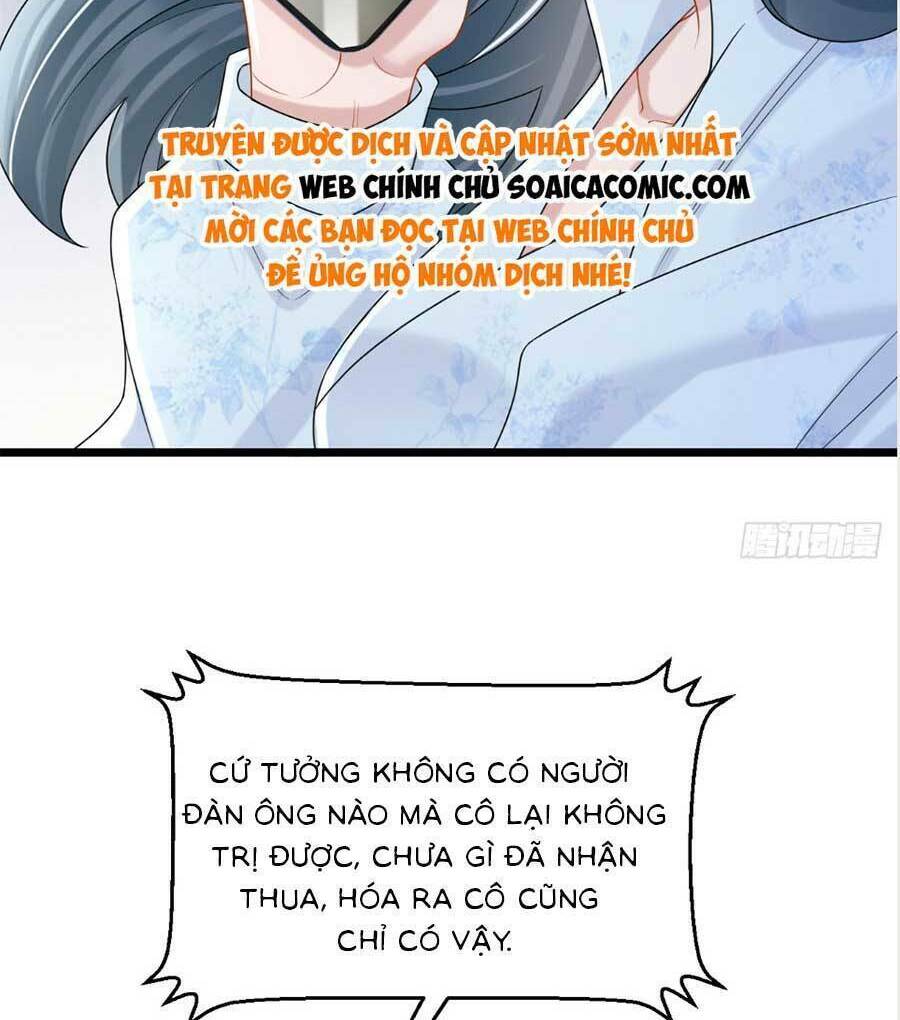 TRUYỆN ĐƯỢC DỊCH VÀ CẬP NHẬT SỚM NHẤT
TẠI TRANG WEB CHÍNH CHỦ SOAICACOMIC.COM
MỜI CÁC BẠN ĐỌC TẠI WEB CHÍNH CHỦ
ĐỂ ỦNG HỘ NHÓM DỊCH NHÉ!
腾讯动漫
CỨ TƯỞNG KHÔNG CÓ NGƯỜI
ĐÀN ÔNG NÀO MÀ CÔ LẠI KHÔNG
TRỊ ĐƯỢC, CHƯA GÌ ĐÃ NHẬN
THUA, HÓA RA CÔ CŨNG
CHỈ CÓ VẬY.